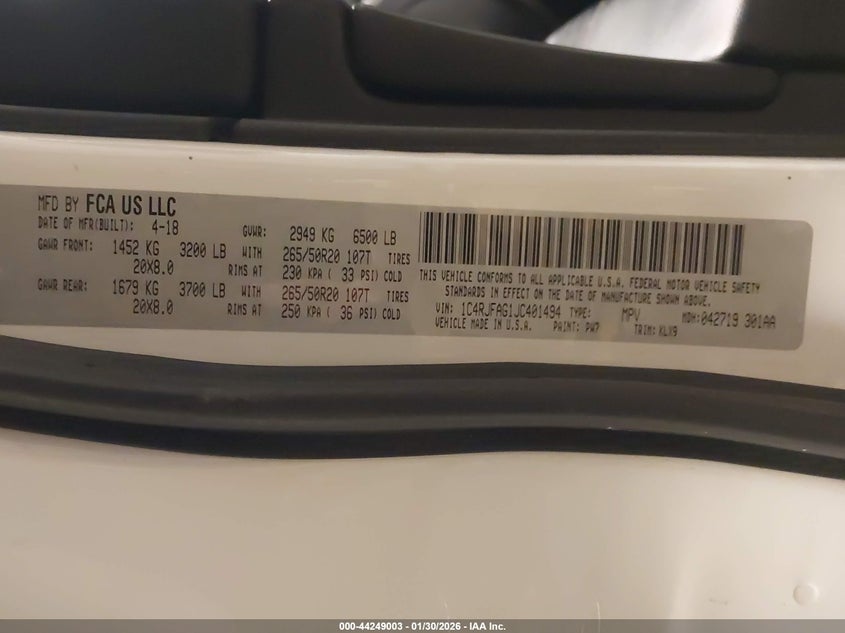 MFD BY FCA US LLC
DATE OF MFR(BUILT): 4-18
GVWR: 2949 KG 6500 LB
GAWR FRONT: 1452 KG 3200 LB WITH 265/50R20 107T TIRES
20X8.0 RIMS AT 230 KPA ( 33 PSI) COLD
GAWR REAR: 1679 KG 3700 LB WITH 265/50R20 107T TIRES
20X8.0 RIMS AT 250 KPA ( 36 PSI) COLD
THIS VEHICLE CONFORMS TO ALL APPLICABLE U.S.A. FEDERAL MOTOR VEHICLE SAFETY
STANDARDS IN EFFECT ON THE DATE OF MANUFACTURE SHOWN ABOVE.
VIN: 1C4RJFAG1JC401494 TYPE: MPV MDH: 042719 301AA
VEHICLE MADE IN U.S.A. PAINT: PW7 TRIM: KLX9
000-44249003 — 01/30/2026 - IAA Inc.